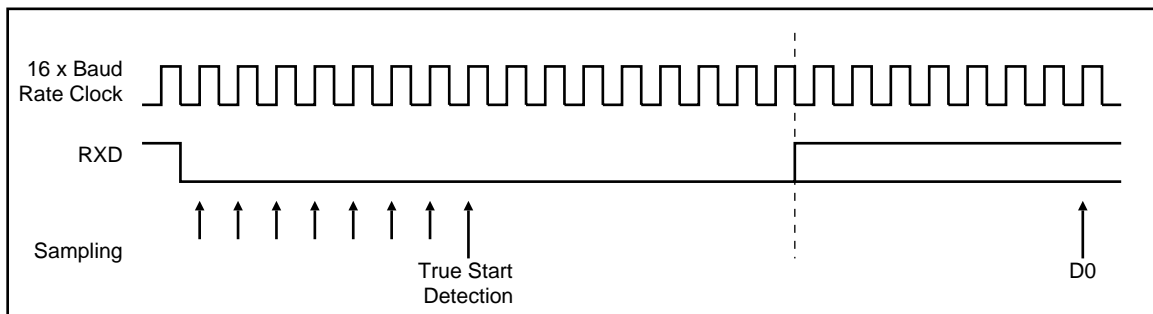 16 x Baud
Rate Clock
RXD
Sampling
True Start
Detection
D0